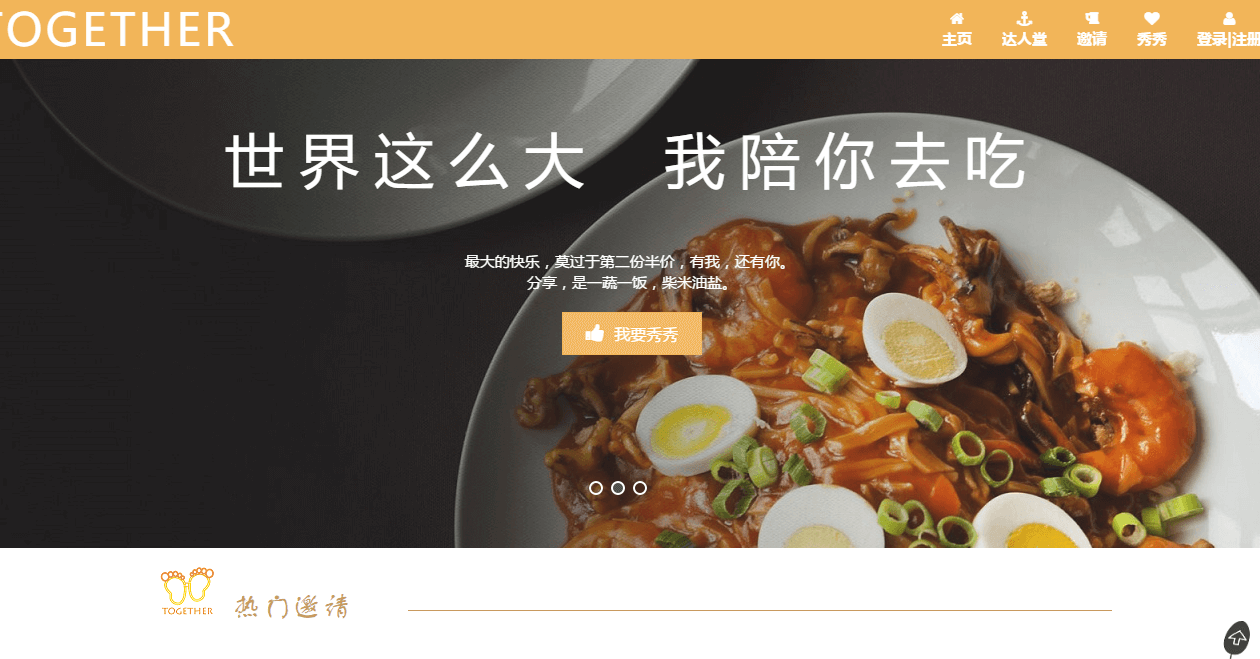 TOGETHER
主页 达人堂 邀请 秀秀 登录|注册
世界这么大 我陪你去吃
最大的快乐，莫过于第二份半价，有我，还有你。
分享，是一蔬一饭，柴米油盐。
我要秀秀
TOGETHER
热门邀请